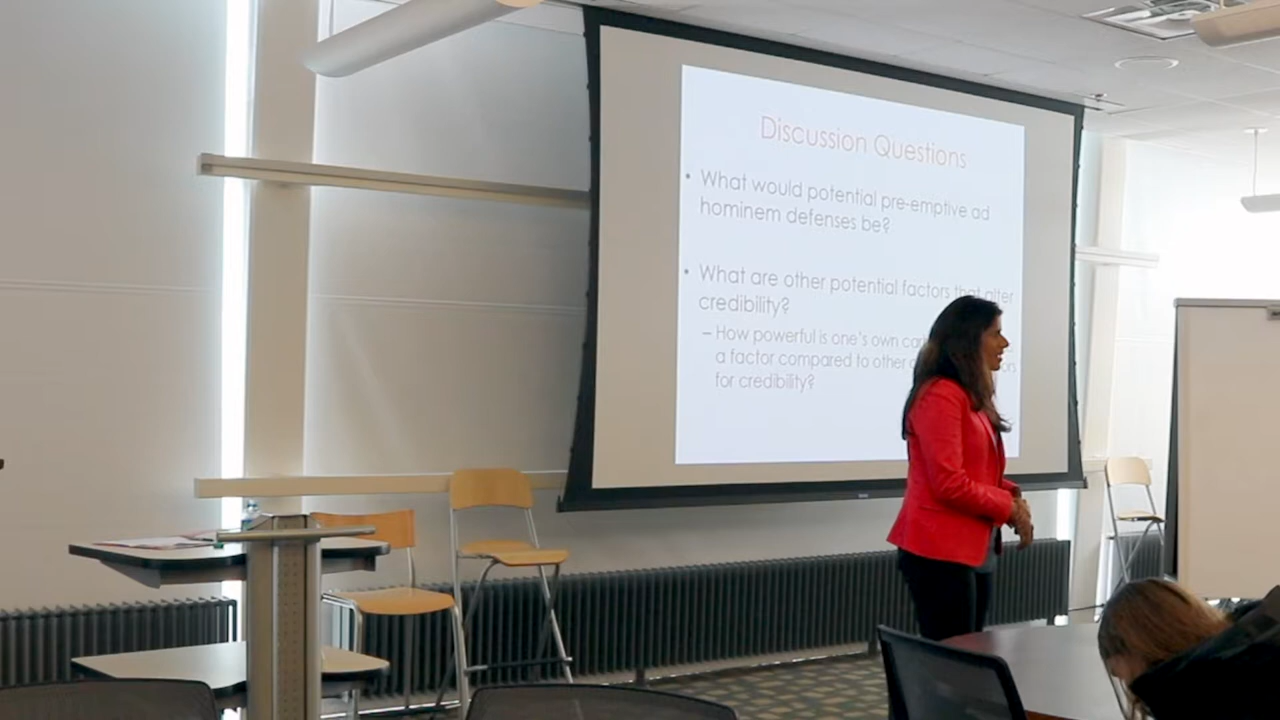 Discussion Questions
• What would potential pre-emptive ad
hominem defenses be?
• What are other potential factors that alter
credibility?
– How powerful is one's own
a factor compared to other
for credibility?